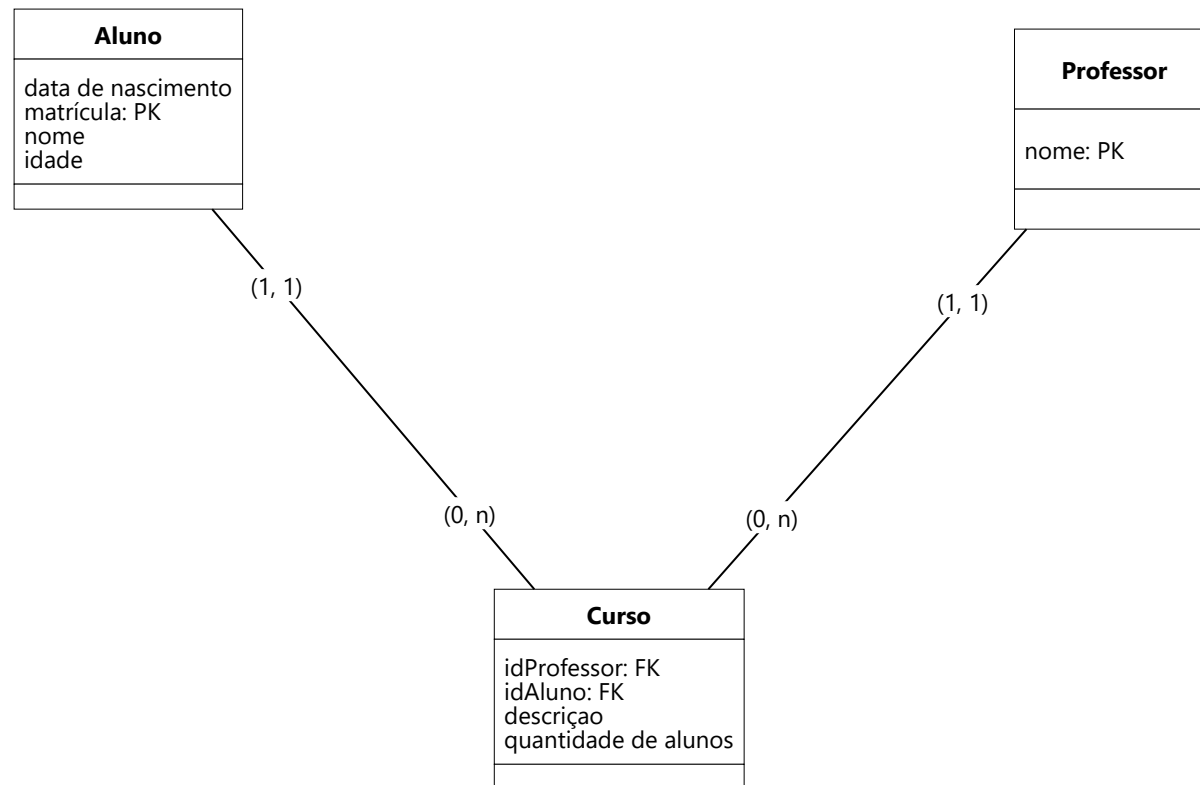 Aluno
data de nascimento
matrícula: PK
nome
idade
Professor
nome: PK
(1, 1)
(1, 1)
(0, n)
(0, n)
Curso
idProfessor: FK
idAluno: FK
descriçao
quantidade de alunos